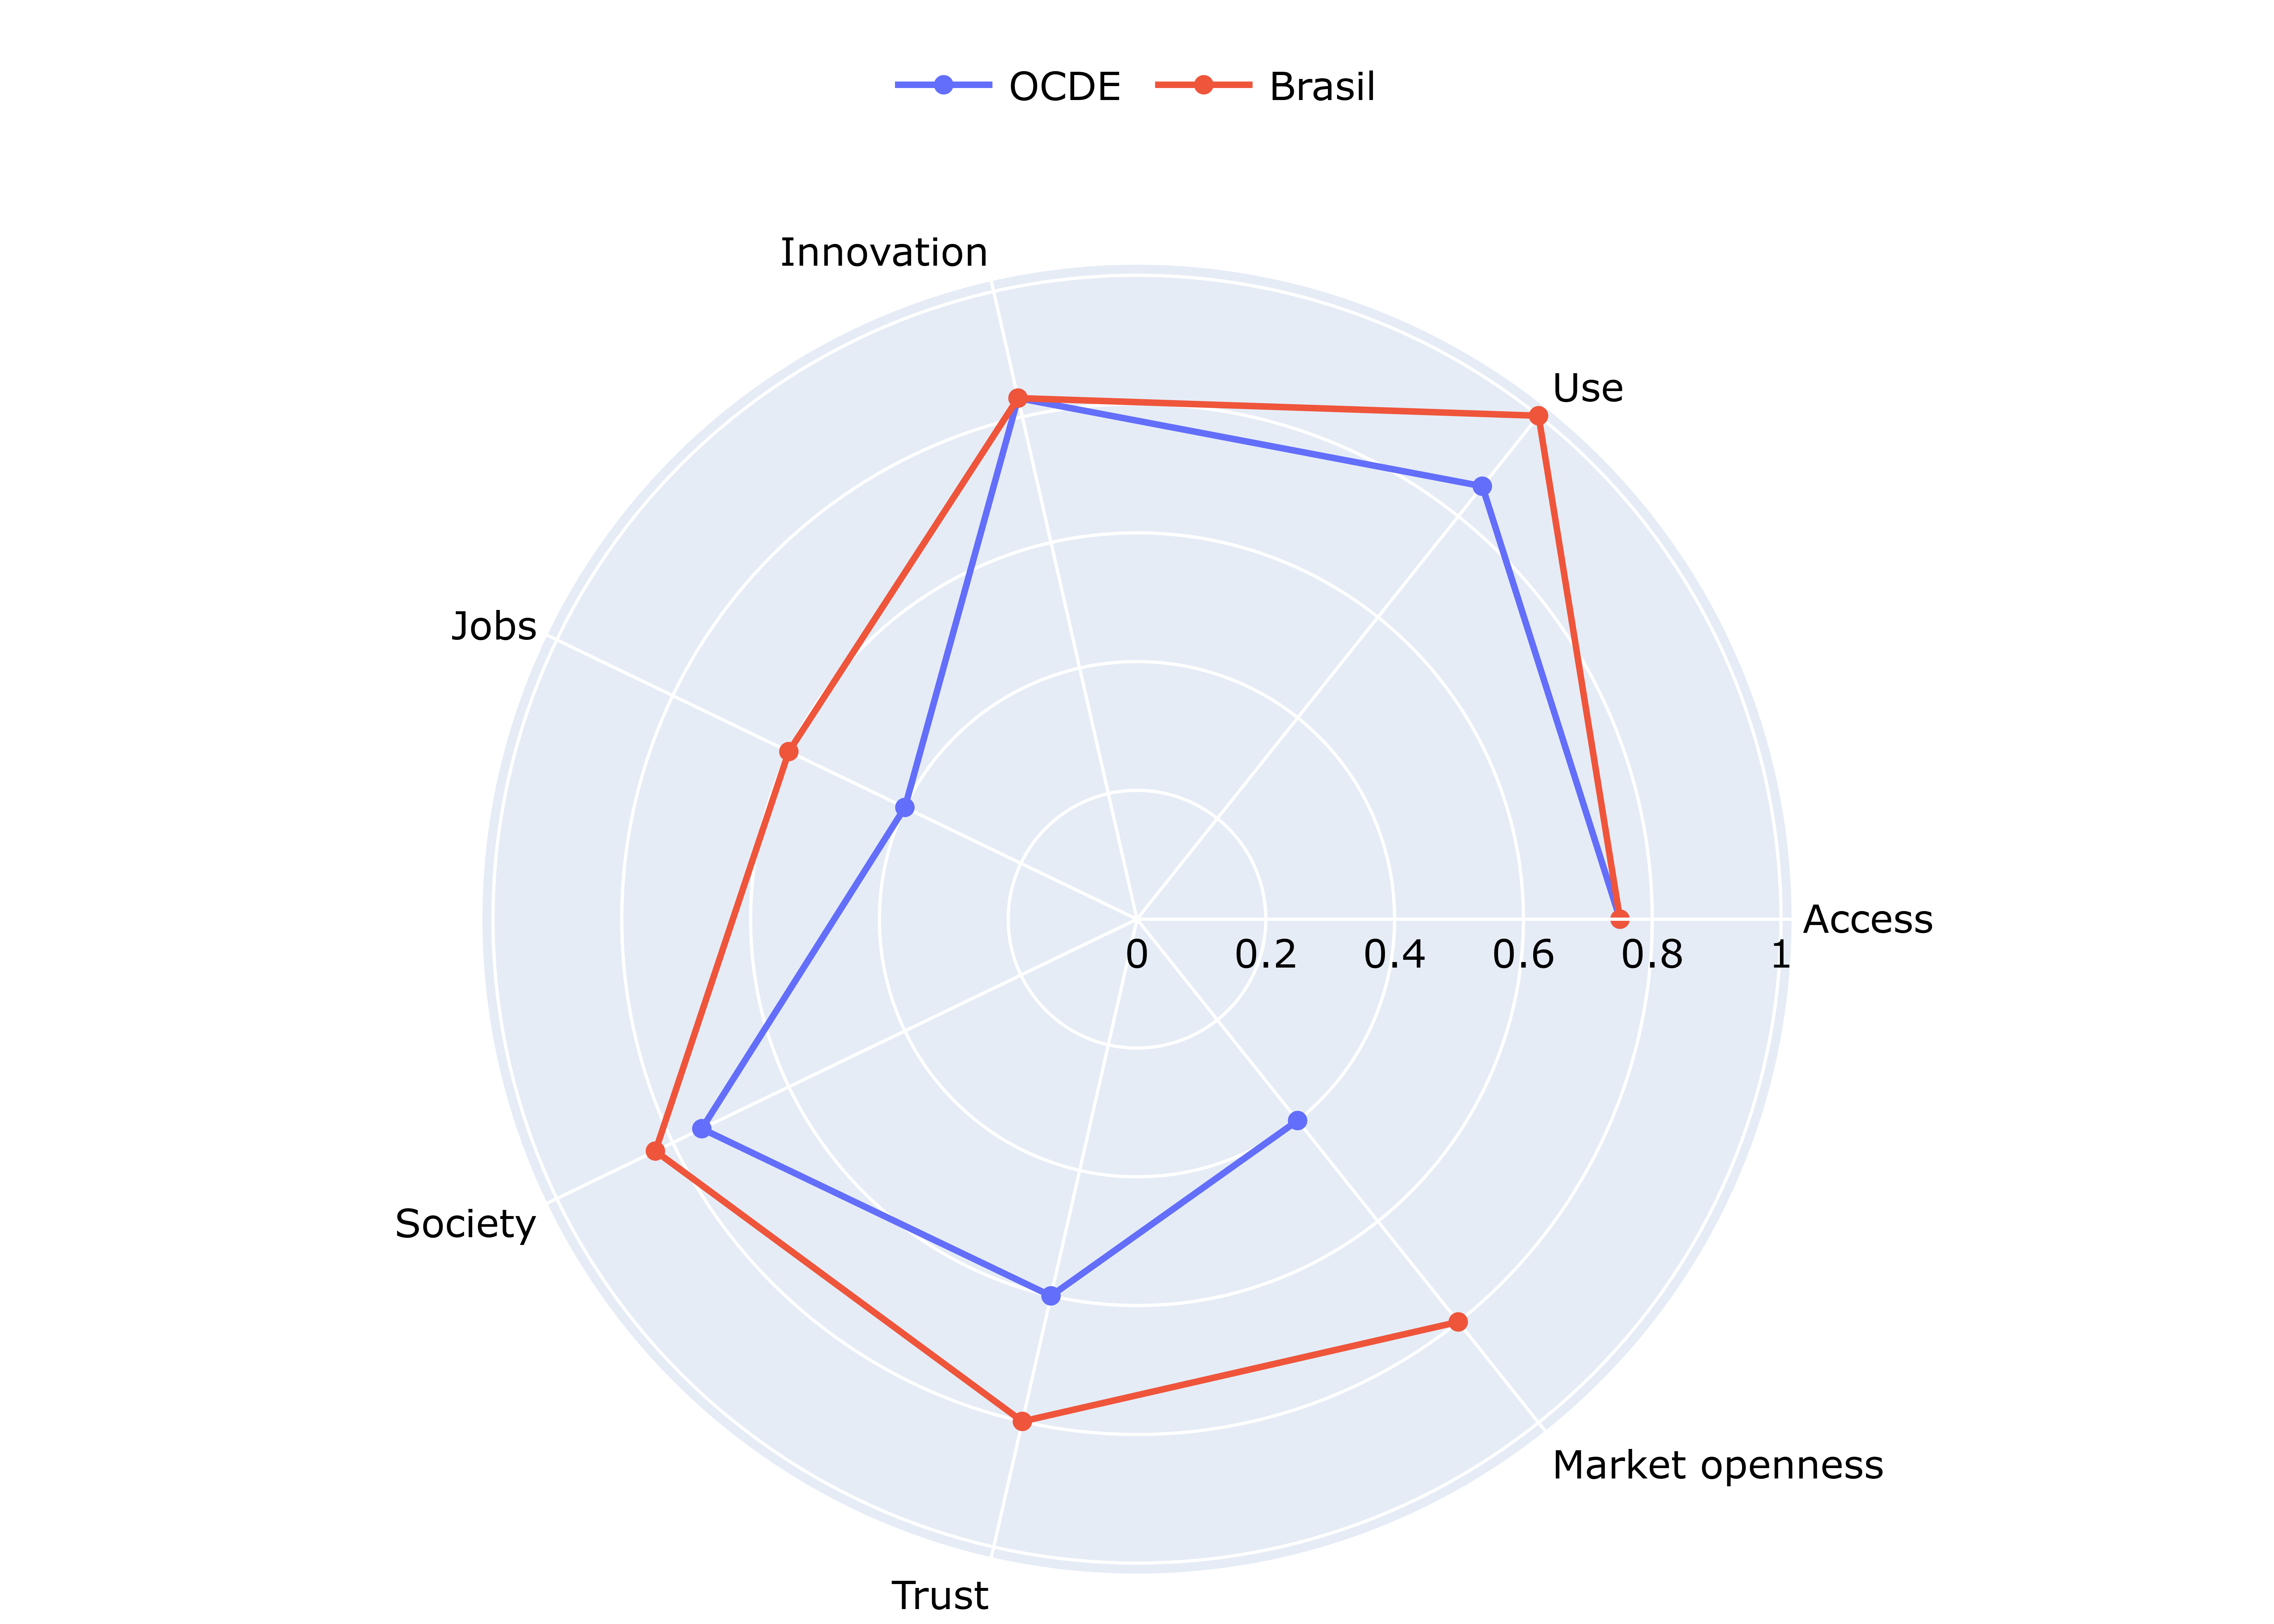 OCDE Brasil
Innovation
Use
Jobs
Access
0 0.2 0.4 0.6 0.8 1
Society
Market openness
Trust